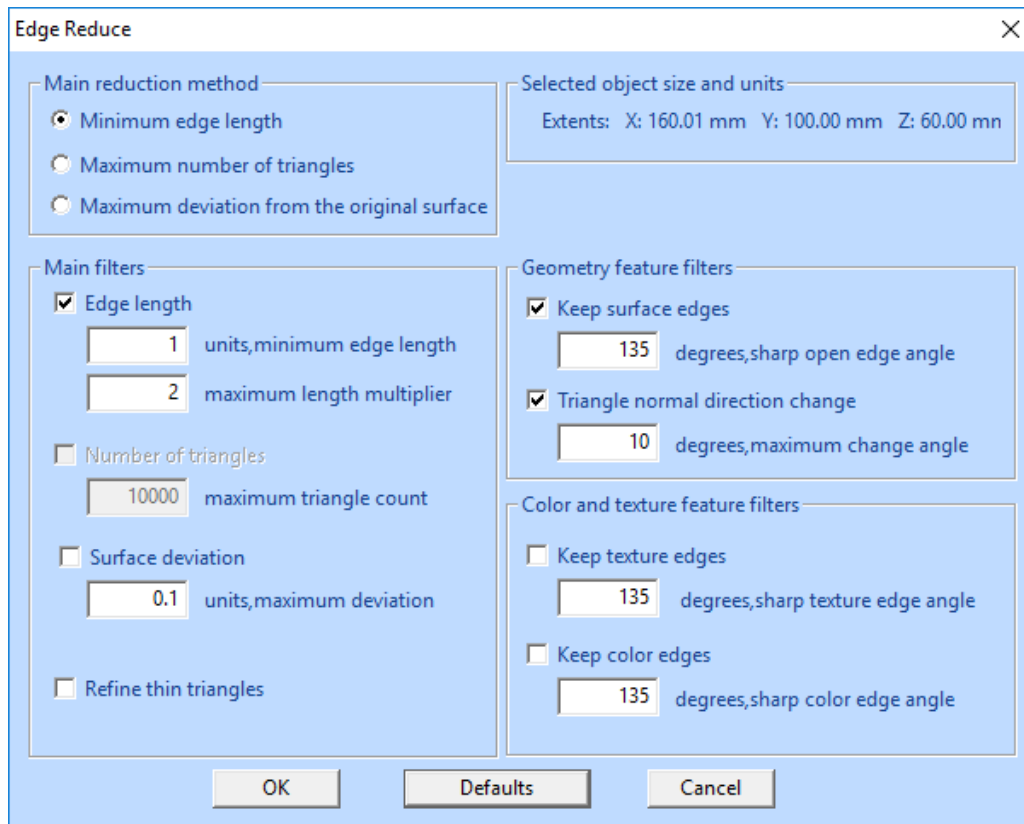 Edge Reduce
Main reduction method
Minimum edge length
Maximum number of triangles
Maximum deviation from the original surface
Selected object size and units
Extents: X: 160.01 mm Y: 100.00 mm Z: 60.00 mm
Main filters
Edge length
1 units,minimum edge length
2 maximum length multiplier
Number of triangles
10000 maximum triangle count
Surface deviation
0.1 units,maximum deviation
Refine thin triangles
Geometry feature filters
Keep surface edges
135 degrees,sharp open edge angle
Triangle normal direction change
10 degrees,maximum change angle
Color and texture feature filters
Keep texture edges
135 degrees,sharp texture edge angle
Keep color edges
135 degrees,sharp color edge angle
OK Defaults Cancel